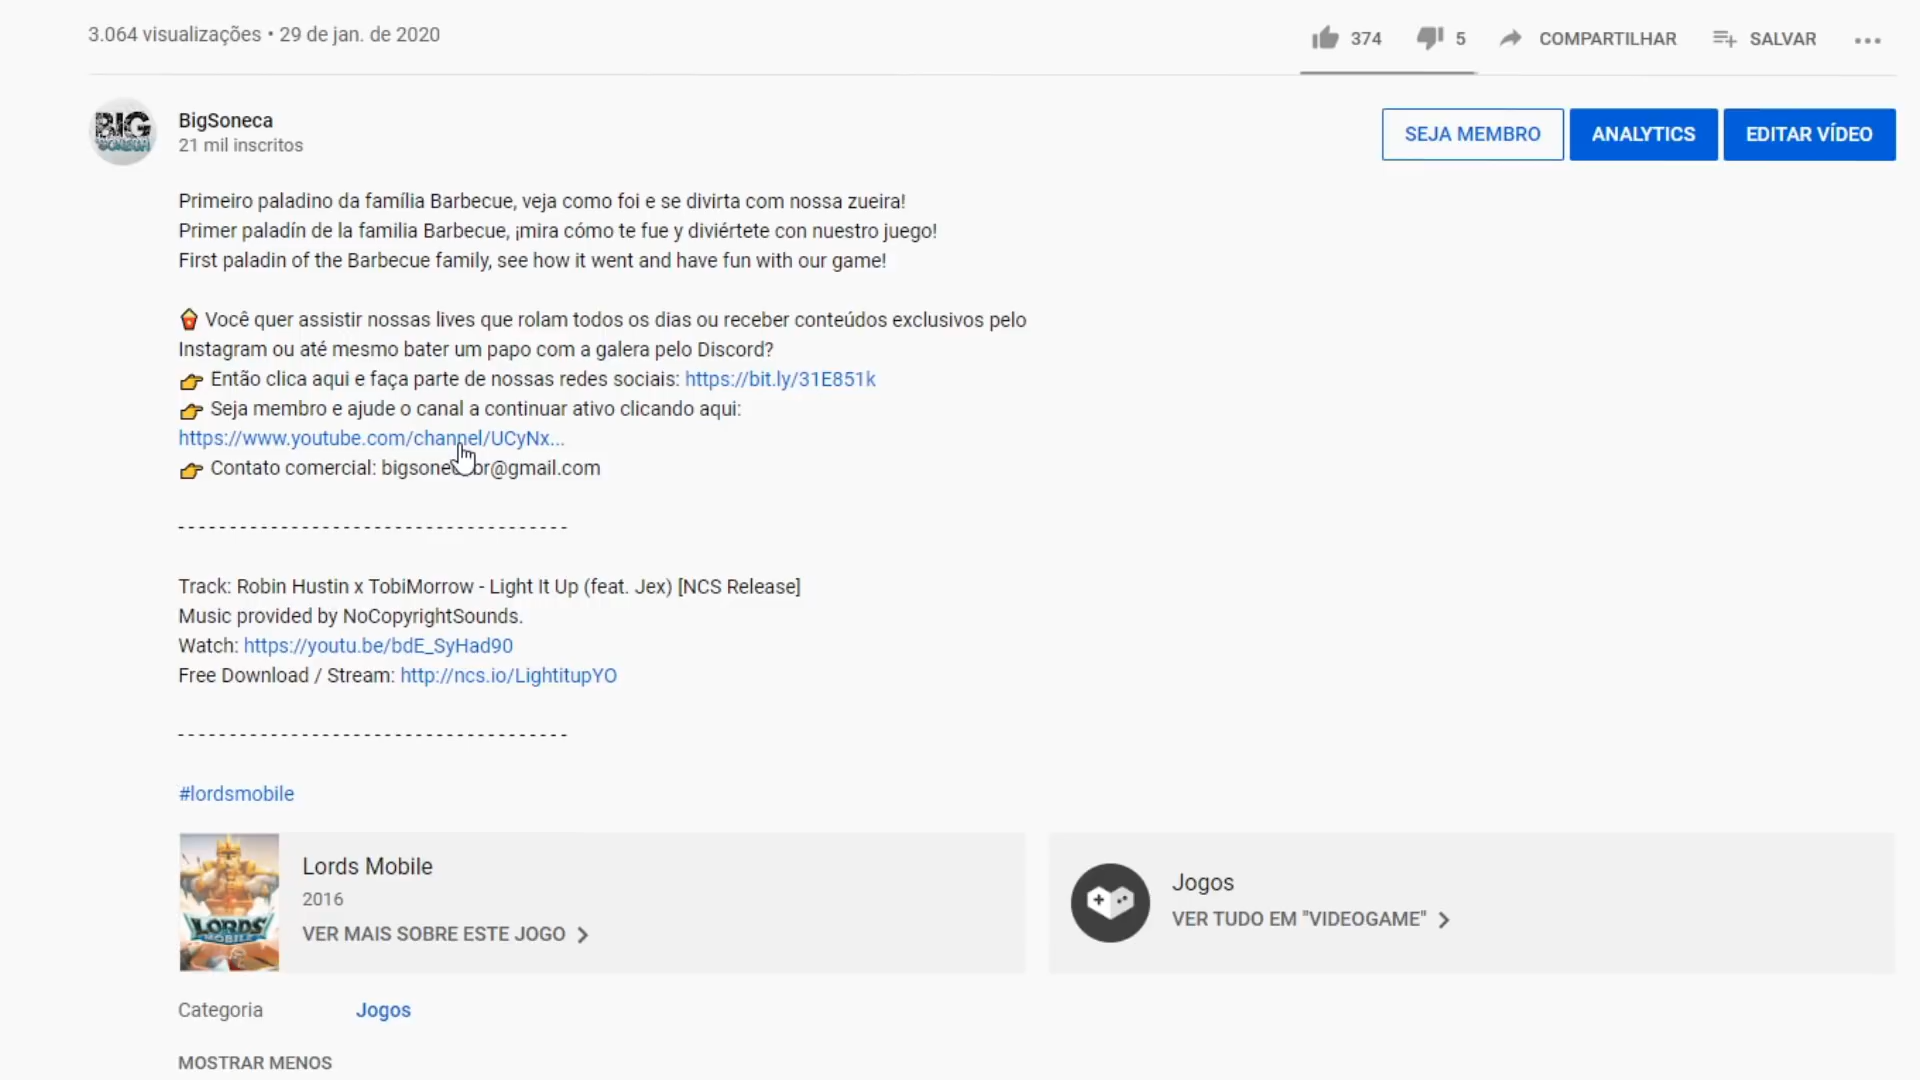 3.064 visualizações • 29 de jan. de 2020
374
5
COMPARTILHAR
SALVAR
BIG
SONECA
BigSoneca
21 mil inscritos
SEJA MEMBRO
ANALYTICS
EDITAR VÍDEO
Primeiro paladino da família Barbecue, veja como foi e se divirta com nossa zueira!
Primer paladín de la familia Barbecue, ¡mira cómo te fue y diviértete con nuestro juego!
First paladin of the Barbecue family, see how it went and have fun with our game!
Você quer assistir nossas lives que rolam todos os dias ou receber conteúdos exclusivos pelo
Instagram ou até mesmo bater um papo com a galera pelo Discord?
Então clica aqui e faça parte de nossas redes sociais: https://bit.ly/31E851k
Seja membro e ajude o canal a continuar ativo clicando aqui:
https://www.youtube.com/channel/UCyNx...
Contato comercial:
- - - - - - - - - - - - - - - - - - - - - - - - - - - - - - - - - - - - - -
Track: Robin Hustin x TobiMorrow - Light It Up (feat. Jex) [NCS Release]
Music provided by NoCopyrightSounds.
Watch: https://youtu.be/bdE_SyHad90
Free Download / Stream: http://ncs.io/LightitupYO
- - - - - - - - - - - - - - - - - - - - - - - - - - - - - - - - - - - - - -
#lordsmobile
LORDS
MOBILE
Lords Mobile
2016
VER MAIS SOBRE ESTE JOGO
Jogos
VER TUDO EM "VIDEOGAME"
Categoria
Jogos
MOSTRAR MENOS